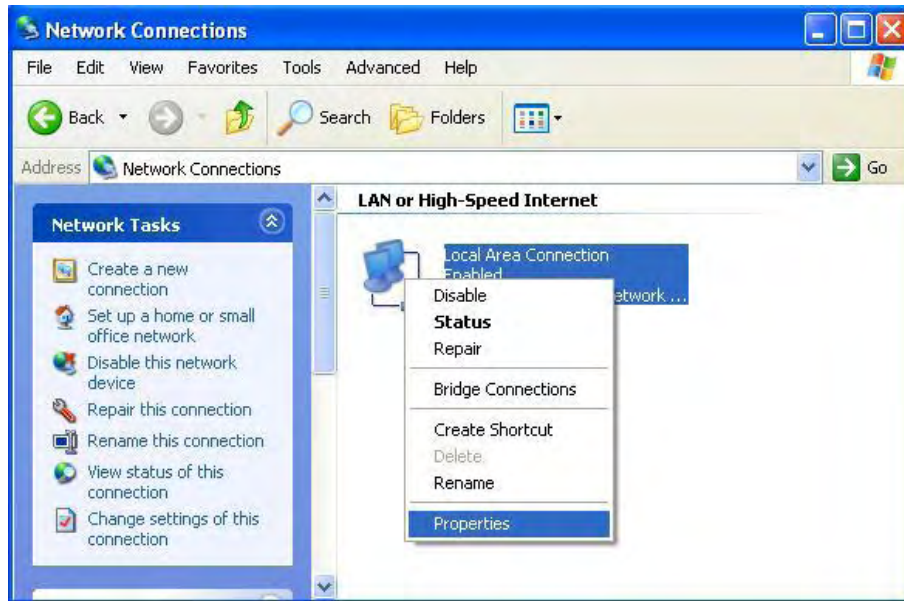 Network Connections
File Edit View Favorites Tools Advanced Help
Back Search Folders
Address Network Connections Go
Network Tasks
Create a new
connection
Set up a home or small
office network
Disable this network
device
Repair this connection
Rename this connection
View status of this
connection
Change settings of this
connection
LAN or High-Speed Internet
Local Area Connection
Enabled
etwork ...
Disable
Status
Repair
Bridge Connections
Create Shortcut
Delete
Rename
Properties